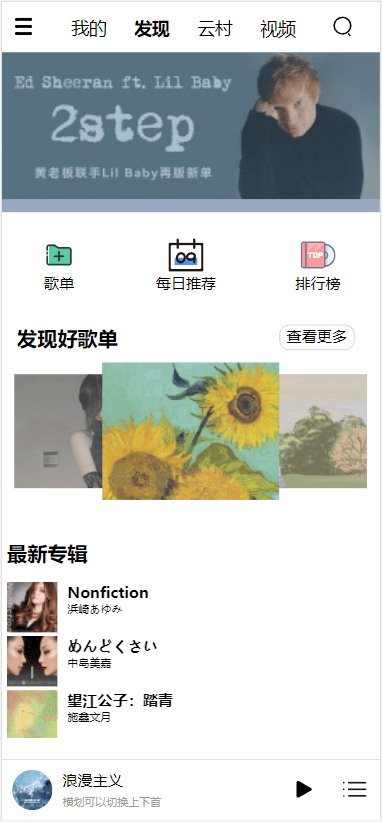 我的 发现 云村 视频
Ed Sheeran ft. Lil Baby
2step
黄老板联手Lil Baby再版新单
09
TOP
歌单 每日推荐 排行榜
发现好歌单 查看更多
最新专辑
Nonfiction
浜崎あゆみ
めんどくさい
中島美嘉
望江公子：踏青
施鑫文月
浪漫主义
横划可以切换上下首